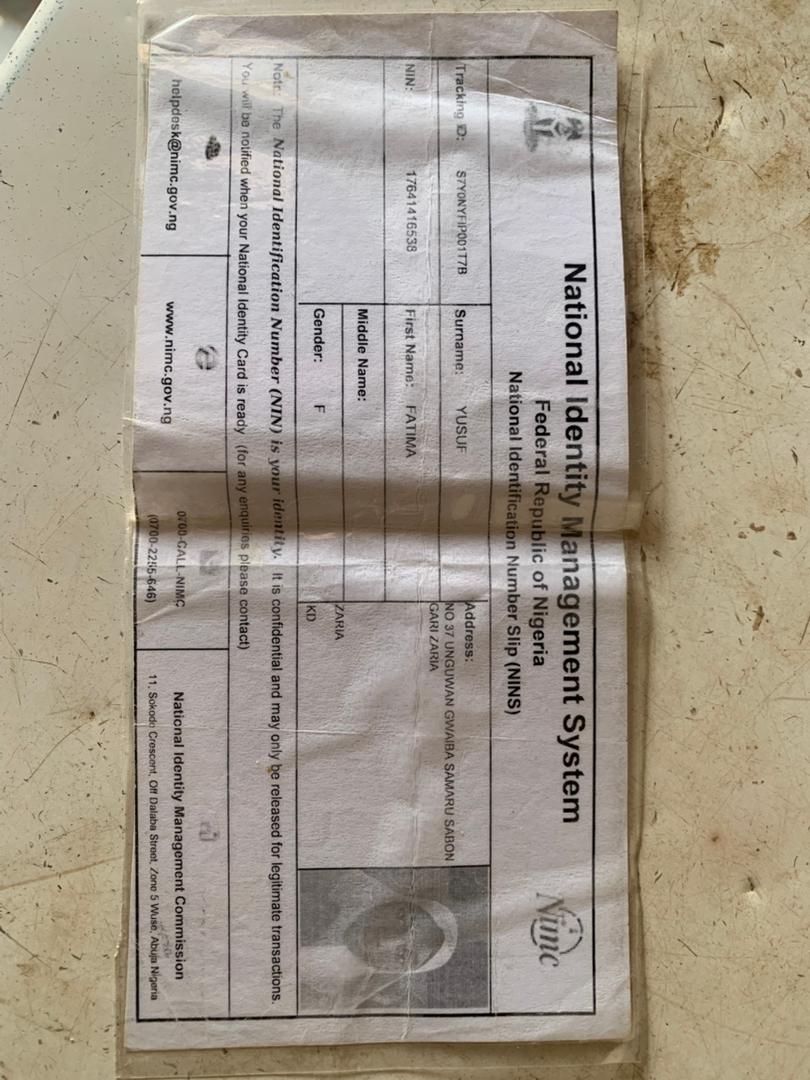 National Identity Management System
Federal Republic of Nigeria
National Identification Number Slip (NINS)
Nimc
Tracking ID: S7Y0NYFIP001T7B
Surname: YUSUF
Address:
NO 37 UNGUWAN GWAIBA SAMARU SABON
GARI ZARIA
NIN: 17641416538
First Name: FATIMA
Middle Name:
ZARIA
Gender: F
KD
Note: The National Identification Number (NIN) is your identity. It is confidential and may only be released for legitimate transactions.
You will be notified when your National Identity Card is ready (for any enquiries please contact)
helpdesk@nimc.gov.ng
www.nimc.gov.ng
0700-CALL-NIMC
(0700-2255-646)
National Identity Management Commission
11, Sokode Crescent, Off Dalaba Street, Zone 5 Wuse, Abuja Nigeria